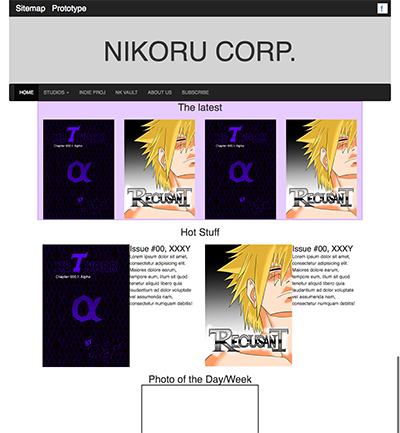 Sitemap Prototype
f
NIKORU CORP.
HOME STUDIOS INDIE PROJ NK VAULT ABOUT US SUBSCRIBE
The latest
T
Chapter 000 X Alpha
α
RECUSANT
T
Chapter 000 X Alpha
α
RECUSANT
Hot Stuff
T
Chapter 000 X Alpha
α
Issue #00, XXXY
Lorem ipsum dolor sit amet,
consectetur adipisicing elit.
Maiores dolore earum,
tempore eum, illum sit quod
tenetur aliquid libero quia
laudantium ad dolor voluptate
vel assumenda nam,
consectetur numquam debitis!
RECUSANT
Issue #00, XXXY
Lorem ipsum dolor sit amet,
consectetur adipisicing elit.
Maiores dolore earum,
tempore eum, illum sit quod
tenetur aliquid libero quia
laudantium ad dolor voluptate
vel assumenda nam,
consectetur numquam debitis!
Photo of the Day/Week